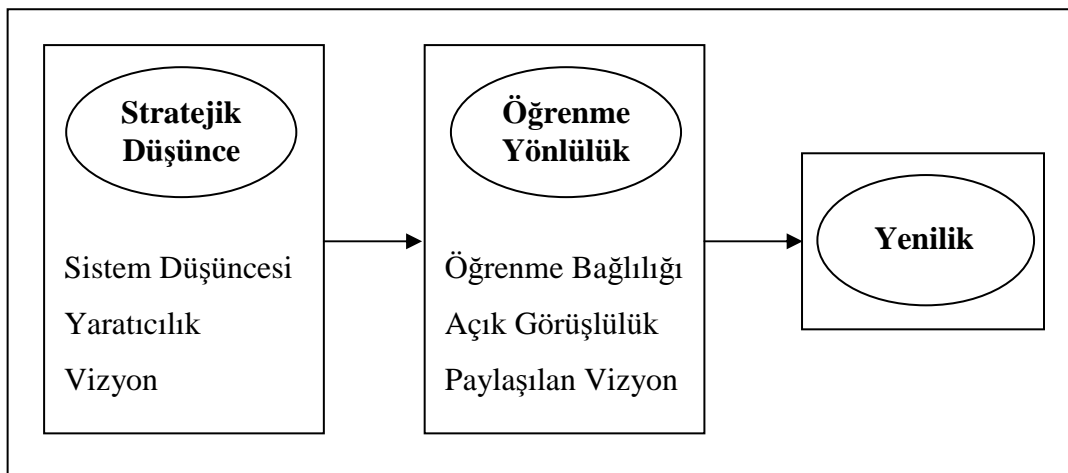 Stratejik
Düşünce
Sistem Düşüncesi
Yaratıcılık
Vizyon
Öğrenme
Yönlülük
Öğrenme Bağlılığı
Açık Görüşlülük
Paylaşılan Vizyon
Yenilik